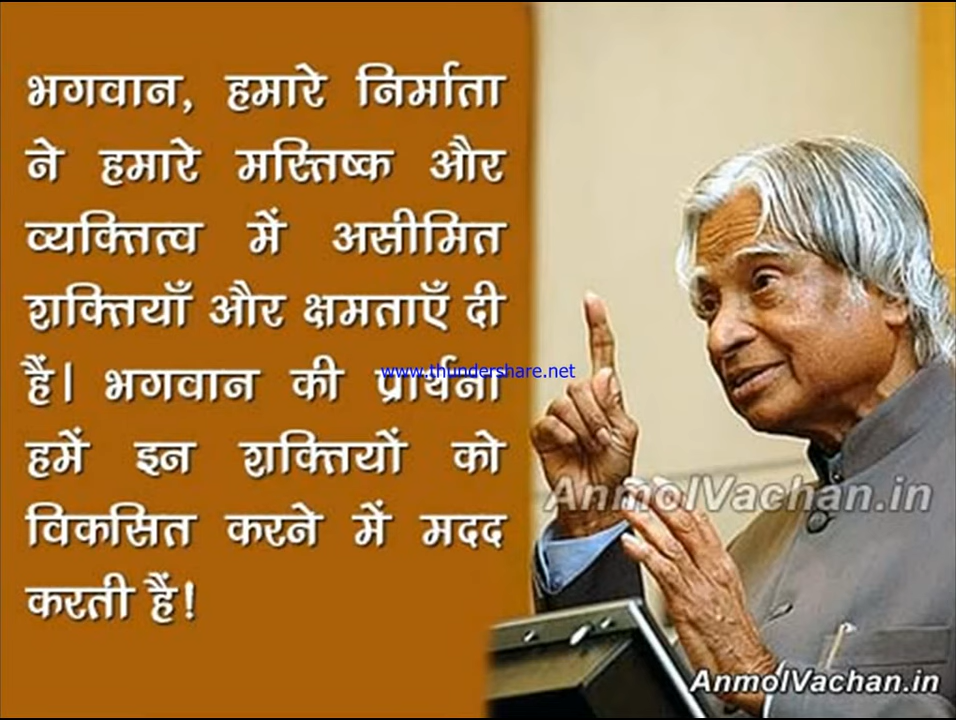 भगवान, हमारे निर्माता
ने हमारे मस्तिष्क और
व्यक्तित्व में असीमित
शक्तियाँ और क्षमताएँ दी
हैं। भगवान की प्रार्थना
हमें इन शक्तियों को
विकसित करने में मदद
करती हैं!
www.thundershare.net
AnmolVachan.in
AnmolVachan.in